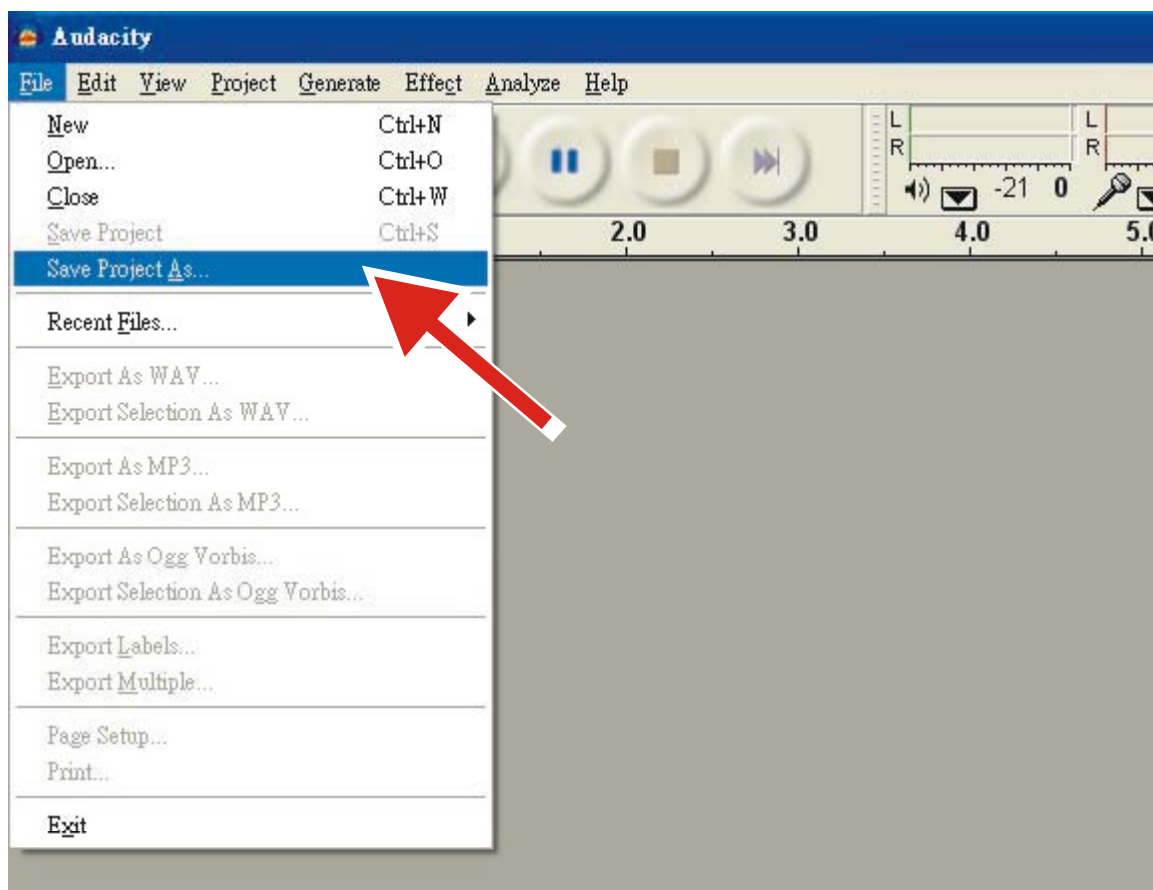 Audacity
File Edit View Project Generate Effect Analyze Help
New Ctrl+N
Open... Ctrl+O
Close Ctrl+W
Save Project Ctrl+S
Save Project As...
Recent Files...
Export As WAV...
Export Selection As WAV...
Export As MP3...
Export Selection As MP3...
Export As Ogg Vorbis...
Export Selection As Ogg Vorbis...
Export Labels...
Export Multiple...
Page Setup...
Print...
Exit
L L
R R
-21 0
2.0 3.0 4.0 5.0